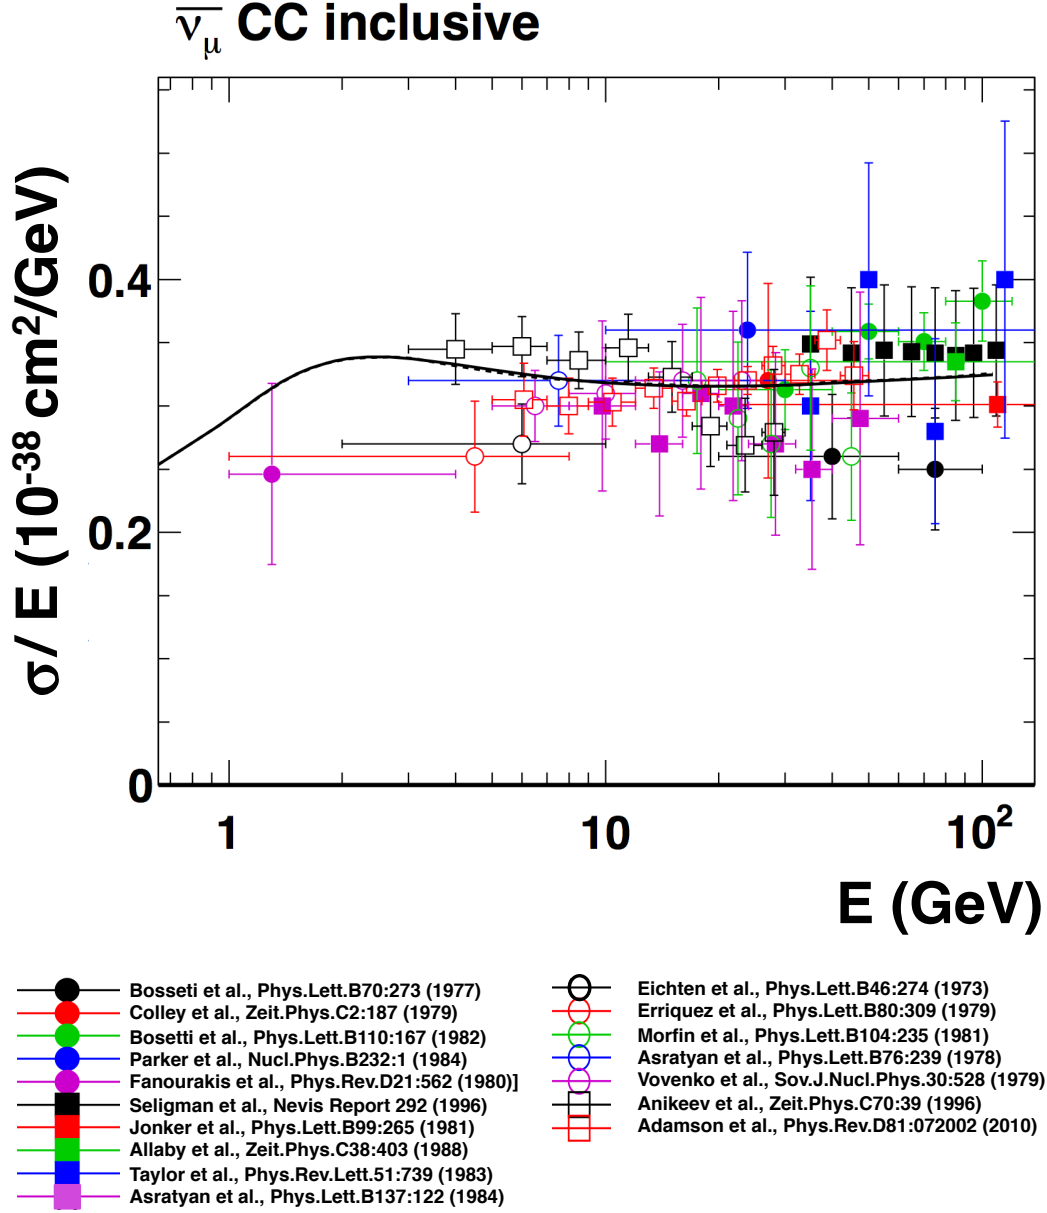 ν̅μ CC inclusive
σ/ E (10⁻³⁸ cm²/GeV)
0.4
0.2
0
1
10
10²
E (GeV)
Bosseti et al., Phys.Lett.B70:273 (1977)
Colley et al., Zeit.Phys.C2:187 (1979)
Bosetti et al., Phys.Lett.B110:167 (1982)
Parker et al., Nucl.Phys.B232:1 (1984)
Fanourakis et al., Phys.Rev.D21:562 (1980)]
Seligman et al., Nevis Report 292 (1996)
Jonker et al., Phys.Lett.B99:265 (1981)
Allaby et al., Zeit.Phys.C38:403 (1988)
Taylor et al., Phys.Rev.Lett.51:739 (1983)
Asratyan et al., Phys.Lett.B137:122 (1984)
Eichten et al., Phys.Lett.B46:274 (1973)
Erriquez et al., Phys.Lett.B80:309 (1979)
Morfin et al., Phys.Lett.B104:235 (1981)
Asratyan et al., Phys.Lett.B76:239 (1978)
Vovenko et al., Sov.J.Nucl.Phys.30:528 (1979)
Anikeev et al., Zeit.Phys.C70:39 (1996)
Adamson et al., Phys.Rev.D81:072002 (2010)